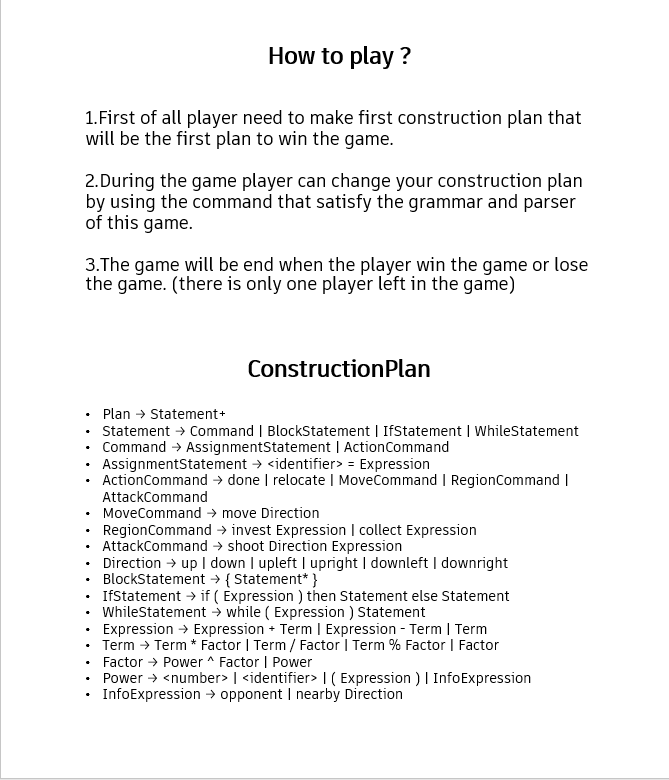 How to play ?
1.First of all player need to make first construction plan that
will be the first plan to win the game.
2.During the game player can change your construction plan
by using the command that satisfy the grammar and parser
of this game.
3.The game will be end when the player win the game or lose
the game. (there is only one player left in the game)
ConstructionPlan
• Plan → Statement+
• Statement → Command | BlockStatement | IfStatement | WhileStatement
• Command → AssignmentStatement | ActionCommand
• AssignmentStatement → <identifier> = Expression
• ActionCommand → done | relocate | MoveCommand | RegionCommand |
AttackCommand
• MoveCommand → move Direction
• RegionCommand → invest Expression | collect Expression
• AttackCommand → shoot Direction Expression
• Direction → up | down | upleft | upright | downleft | downright
• BlockStatement → { Statement* }
• IfStatement → if ( Expression ) then Statement else Statement
• WhileStatement → while ( Expression ) Statement
• Expression → Expression + Term | Expression - Term | Term
• Term → Term * Factor | Term / Factor | Term % Factor | Factor
• Factor → Power ^ Factor | Power
• Power → <number> | <identifier> | ( Expression ) | InfoExpression
• InfoExpression → opponent | nearby Direction